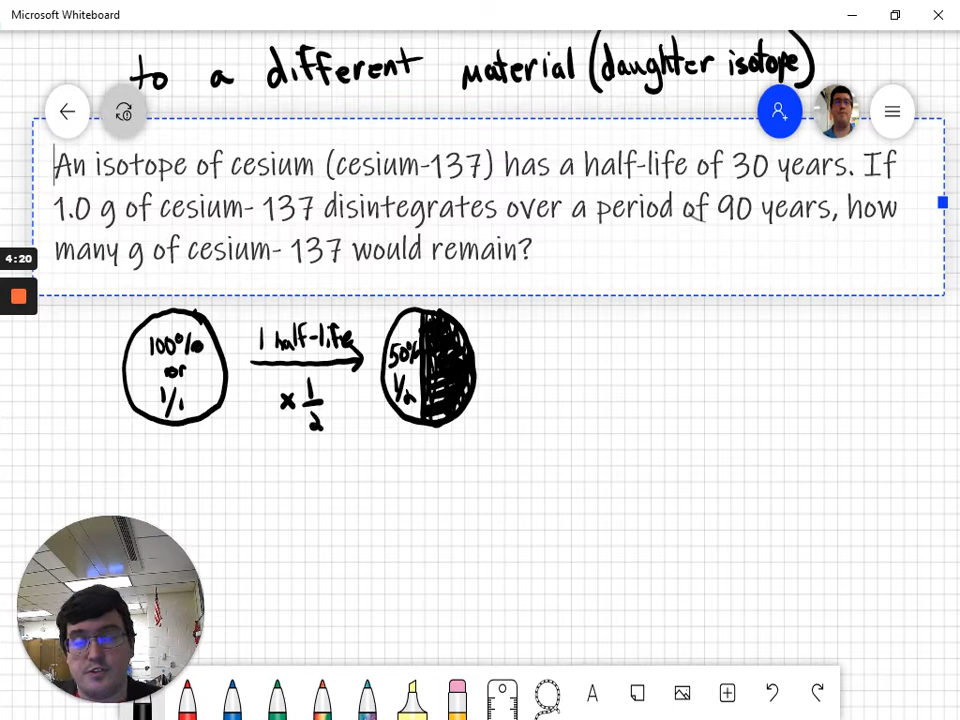 Microsoft Whiteboard
to a different material (daughter isotope)
An isotope of cesium (cesium-137) has a half-life of 30 years. If
1.0 g of cesium- 137 disintegrates over a period of 90 years, how
many g of cesium- 137 would remain?
4:20
100%
or
1/1
1 half-life
x 1/2
50%
1/2
A